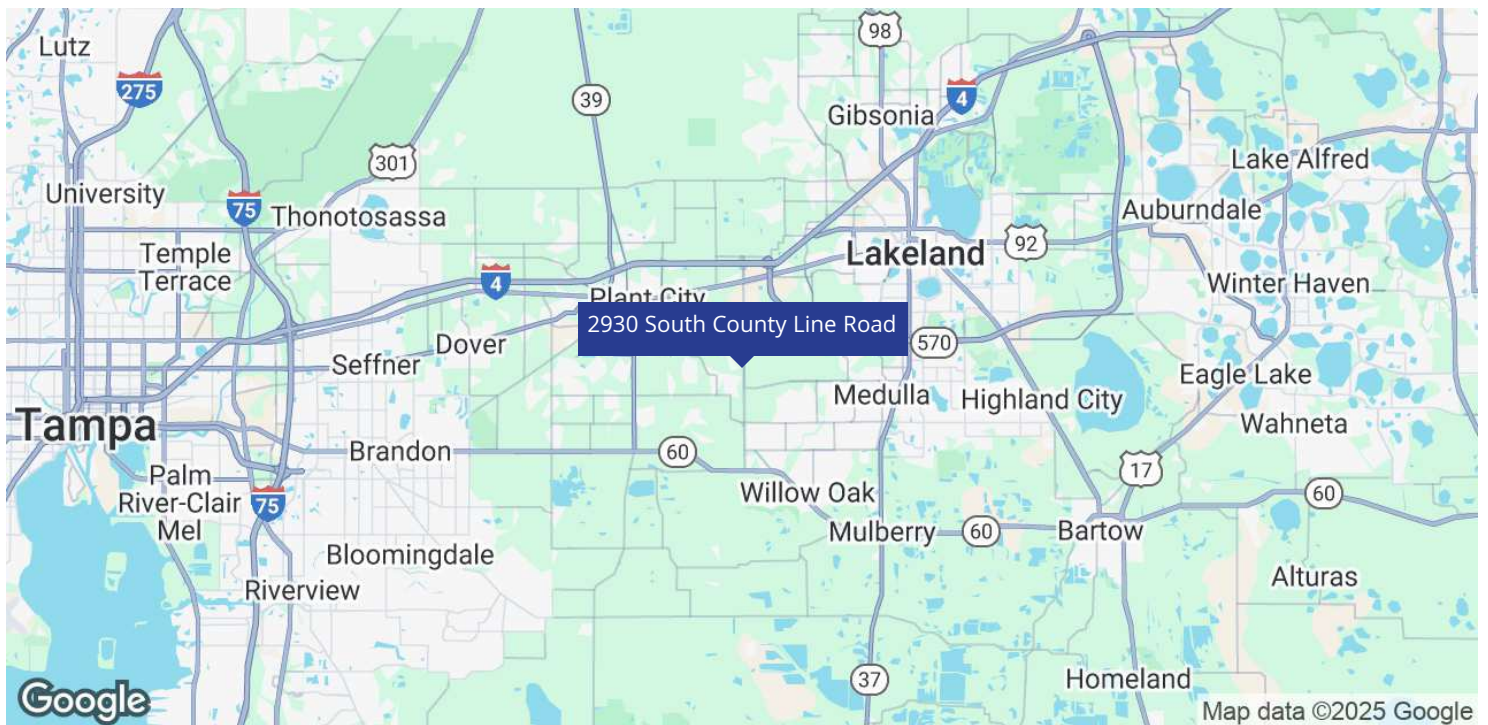 Lutz
98
275
39
4
Gibsonia
301
Lake Alfred
University
75
Thonotosassa
Auburndale
Temple
Terrace
Lakeland
92
4
Plant City
Winter Haven
2930 South County Line Road
Dover
570
Seffner
Eagle Lake
Medulla
Highland City
Tampa
Wahneta
Brandon
60
17
Palm
River-Clair
Mel
75
Willow Oak
60
Mulberry
60
Bartow
Bloomingdale
Riverview
Alturas
37
Homeland
Google
Map data ©2025 Google